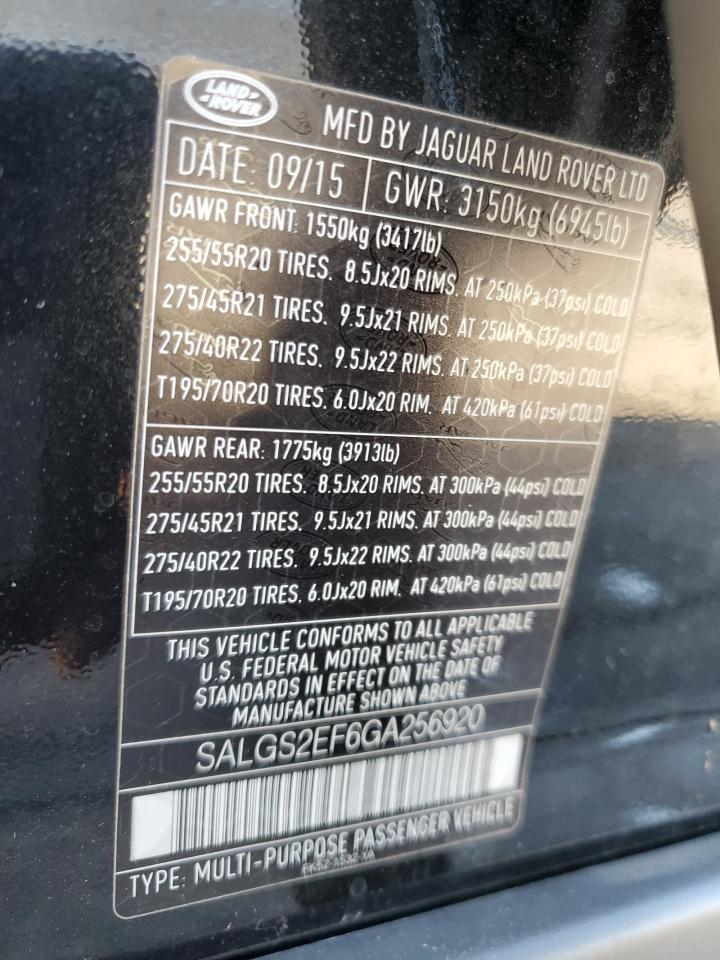 LAND
ROVER
MFD BY JAGUAR LAND ROVER LTD
DATE: 09/15 GWR: 3150kg (6945lb)
GAWR FRONT: 1550kg (3417lb)
255/55R20 TIRES. 8.5Jx20 RIMS. AT 250kPa (37psi) COLD
275/45R21 TIRES. 9.5Jx21 RIMS. AT 250kPa (37psi) COLD
275/40R22 TIRES. 9.5Jx22 RIMS. AT 250kPa (37psi) COLD
T195/70R20 TIRES. 6.0Jx20 RIM. AT 420kPa (61psi) COLD
GAWR REAR: 1775kg (3913lb)
255/55R20 TIRES. 8.5Jx20 RIMS. AT 300kPa (44psi) COLD
275/45R21 TIRES. 9.5Jx21 RIMS. AT 300kPa (44psi) COLD
275/40R22 TIRES. 9.5Jx22 RIMS. AT 300kPa (44psi) COLD
T195/70R20 TIRES. 6.0Jx20 RIM. AT 420kPa (61psi) COLD
THIS VEHICLE CONFORMS TO ALL APPLICABLE
U.S. FEDERAL MOTOR VEHICLE SAFETY
STANDARDS IN EFFECT ON THE DATE OF
MANUFACTURE SHOWN ABOVE
SALGS2EF6GA256920
TYPE: MULTI-PURPOSE PASSENGER VEHICLE